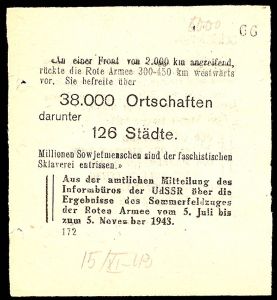 GG
«An einer Front von 2.000 km angreifend,
rückte die Rote Armee 300-450 km westwärts
vor. Sie befreite über
38.000 Ortschaften
darunter
126 Städte.
Millionen Sowjetmenschen sind der faschistischen
Sklaverei entrissen.»
Aus der amtlichen Mitteilung des
Informbüros der UdSSR über die
Ergebnisse des Sommerfeldzuges
der Roten Armee vom 5. Juli bis
zum 5. November 1943.
172